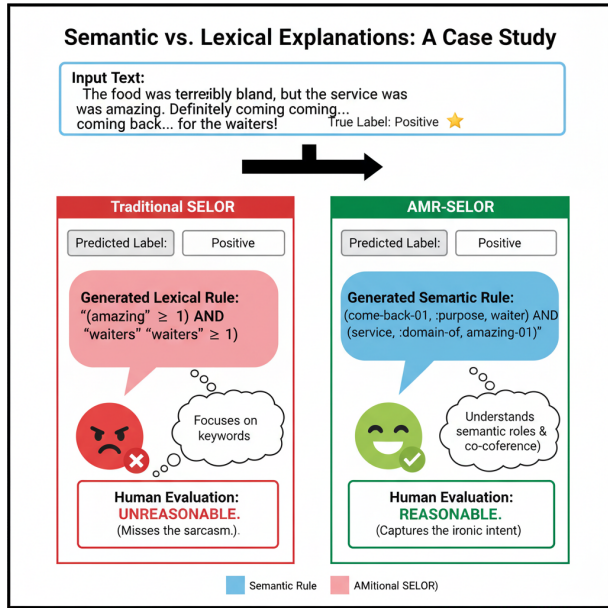 Semantic vs. Lexical Explanations: A Case Study
Input Text:
The food was terreibly bland, but the service was
was amazing. Definitely coming coming...
coming back... for the waiters!
True Label: Positive
Traditional SELOR
Predicted Label:
Positive
Generated Lexical Rule:
“(amazing” ≥ 1) AND
“waiters” “waiters” ≥ 1)
Focuses on
keywords
Human Evaluation:
UNREASONABLE.
(Misses the sarcasm.).
AMR-SELOR
Predicted Label:
Positive
Generated Semantic Rule:
(come-back-01, :purpose, waiter) AND
(service, :domain-of, amazing-01)”
Understands
semantic roles &
co-coference)
Human Evaluation:
REASONABLE.
(Captures the ironic intent)
Semantic Rule
AMitional SELOR)